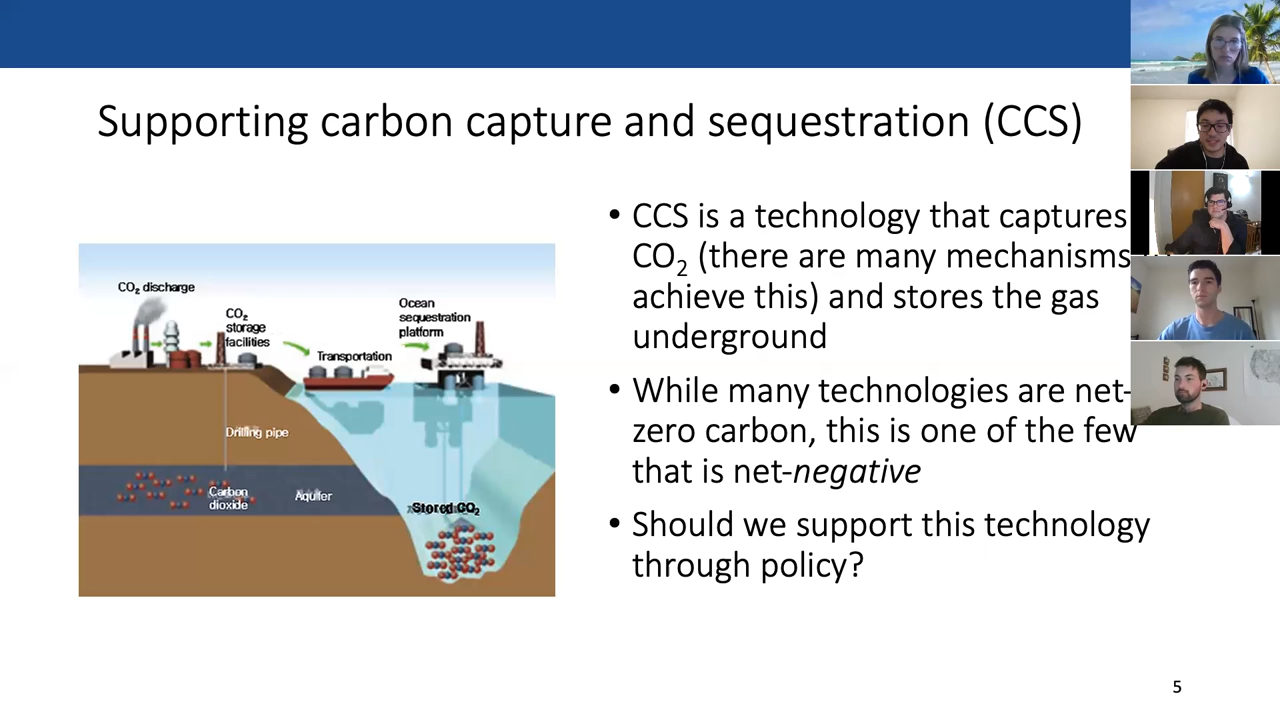 Supporting carbon capture and sequestration (CCS)
CO₂ discharge
CO₂
storage
facilities
Transportation
Ocean
sequestration
platform
Drilling pipe
Carbon
dioxide
Aquifer
Stored CO₂
• CCS is a technology that captures
CO₂ (there are many mechanisms
achieve this) and stores the gas
underground
• While many technologies are net-
zero carbon, this is one of the few
that is net-negative
• Should we support this technology
through policy?
5